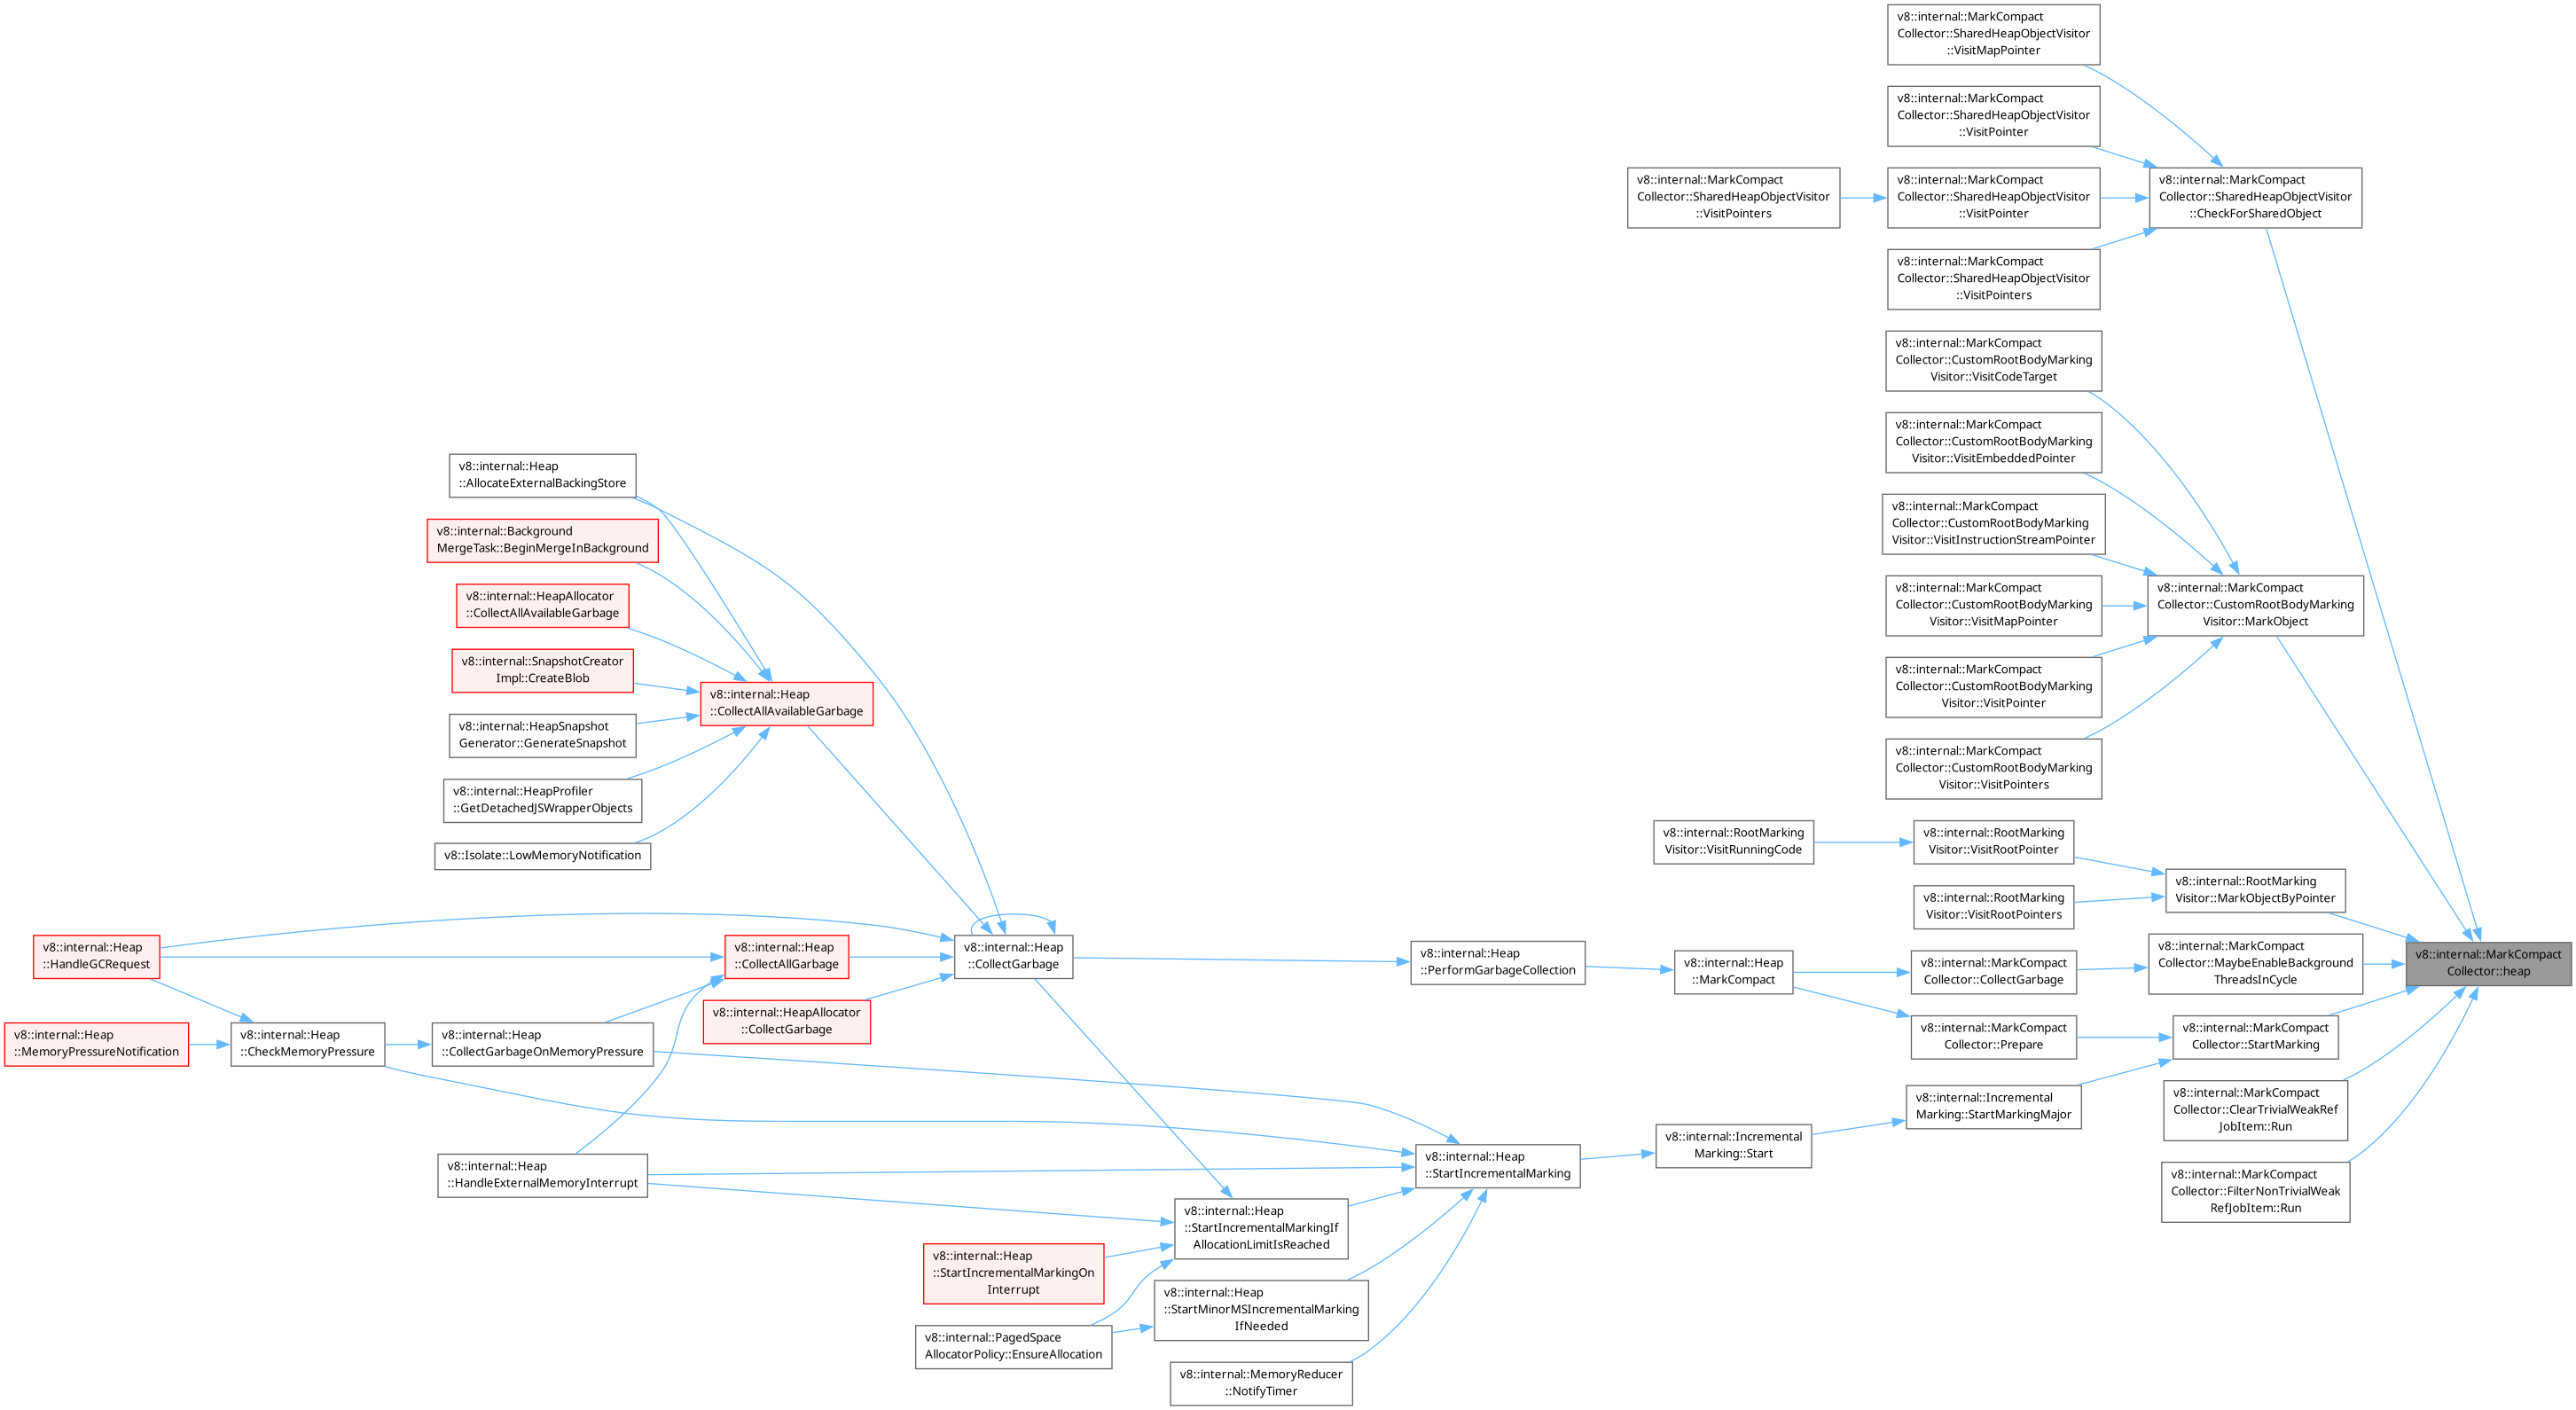 v8::internal::MarkCompact
Collector::SharedHeapObjectVisitor
::VisitMapPointer
v8::internal::MarkCompact
Collector::SharedHeapObjectVisitor
::VisitPointer
v8::internal::MarkCompact
Collector::SharedHeapObjectVisitor
::VisitPointers
v8::internal::MarkCompact
Collector::SharedHeapObjectVisitor
::VisitPointer
v8::internal::MarkCompact
Collector::SharedHeapObjectVisitor
::CheckForSharedObject
v8::internal::MarkCompact
Collector::SharedHeapObjectVisitor
::VisitPointers
v8::internal::MarkCompact
Collector::CustomRootBodyMarking
Visitor::VisitCodeTarget
v8::internal::MarkCompact
Collector::CustomRootBodyMarking
Visitor::VisitEmbeddedPointer
v8::internal::MarkCompact
Collector::CustomRootBodyMarking
Visitor::VisitInstructionStreamPointer
v8::internal::MarkCompact
Collector::CustomRootBodyMarking
Visitor::VisitMapPointer
v8::internal::MarkCompact
Collector::CustomRootBodyMarking
Visitor::MarkObject
v8::internal::MarkCompact
Collector::CustomRootBodyMarking
Visitor::VisitPointer
v8::internal::MarkCompact
Collector::CustomRootBodyMarking
Visitor::VisitPointers
v8::internal::Heap
::AllocateExternalBackingStore
v8::internal::Background
MergeTask::BeginMergeInBackground
v8::internal::HeapAllocator
::CollectAllAvailableGarbage
v8::internal::SnapshotCreator
Impl::CreateBlob
v8::internal::Heap
::CollectAllAvailableGarbage
v8::internal::HeapSnapshot
Generator::GenerateSnapshot
v8::internal::HeapProfiler
::GetDetachedJSWrapperObjects
v8::Isolate::LowMemoryNotification
v8::internal::RootMarking
Visitor::VisitRunningCode
v8::internal::RootMarking
Visitor::VisitRootPointer
v8::internal::RootMarking
Visitor::VisitRootPointers
v8::internal::RootMarking
Visitor::MarkObjectByPointer
v8::internal::Heap
::HandleGCRequest
v8::internal::Heap
::CollectAllGarbage
v8::internal::Heap
::CollectGarbage
v8::internal::Heap
::PerformGarbageCollection
v8::internal::Heap
::MarkCompact
v8::internal::MarkCompact
Collector::CollectGarbage
v8::internal::MarkCompact
Collector::MaybeEnableBackground
ThreadsInCycle
v8::internal::MarkCompact
Collector::heap
v8::internal::HeapAllocator
::CollectGarbage
v8::internal::Heap
::MemoryPressureNotification
v8::internal::Heap
::CheckMemoryPressure
v8::internal::Heap
::CollectGarbageOnMemoryPressure
v8::internal::MarkCompact
Collector::Prepare
v8::internal::MarkCompact
Collector::StartMarking
v8::internal::Incremental
Marking::StartMarkingMajor
v8::internal::MarkCompact
Collector::ClearTrivialWeakRef
JobItem::Run
v8::internal::Heap
::HandleExternalMemoryInterrupt
v8::internal::Heap
::StartIncrementalMarking
v8::internal::Incremental
Marking::Start
v8::internal::MarkCompact
Collector::FilterNonTrivialWeak
RefJobItem::Run
v8::internal::Heap
::StartIncrementalMarkingIf
AllocationLimitIsReached
v8::internal::Heap
::StartIncrementalMarkingOn
Interrupt
v8::internal::Heap
::StartMinorMSIncrementalMarking
IfNeeded
v8::internal::PagedSpace
AllocatorPolicy::EnsureAllocation
v8::internal::MemoryReducer
::NotifyTimer